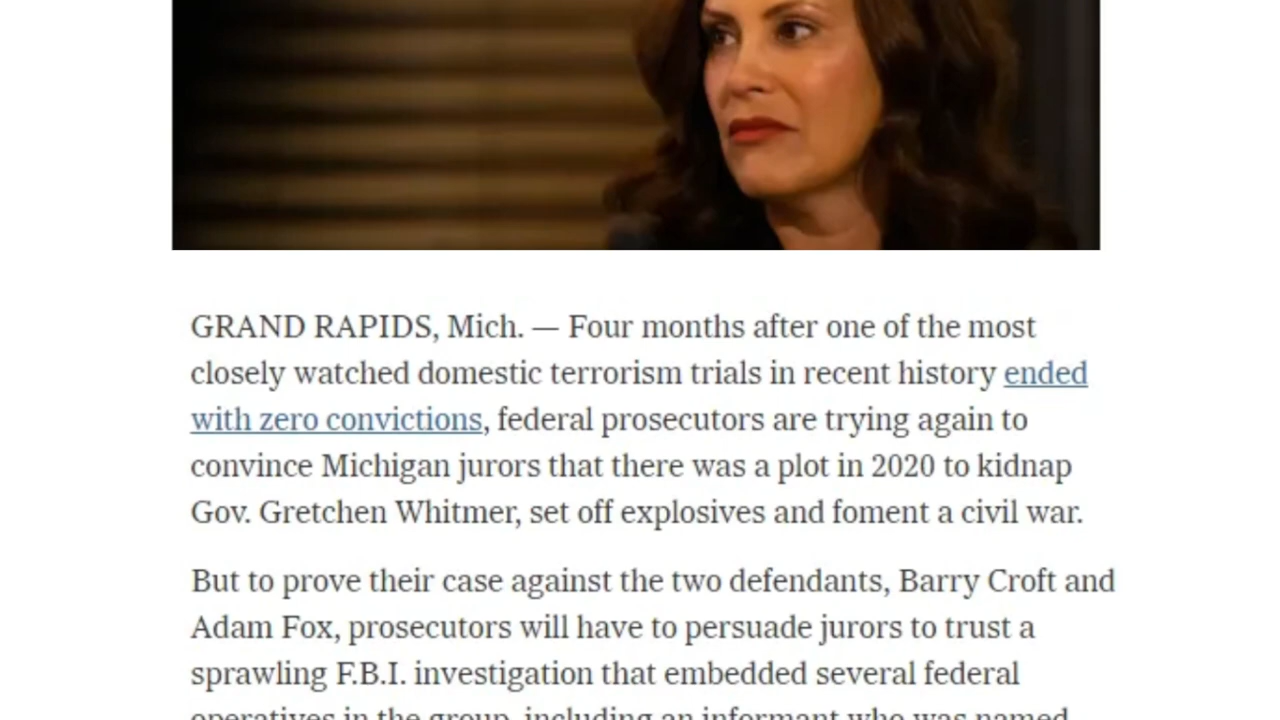 GRAND RAPIDS, Mich. — Four months after one of the most
closely watched domestic terrorism trials in recent history ended
with zero convictions, federal prosecutors are trying again to
convince Michigan jurors that there was a plot in 2020 to kidnap
Gov. Gretchen Whitmer, set off explosives and foment a civil war.
But to prove their case against the two defendants, Barry Croft and
Adam Fox, prosecutors will have to persuade jurors to trust a
sprawling F.B.I. investigation that embedded several federal
operatives in the group, including an informant who was named